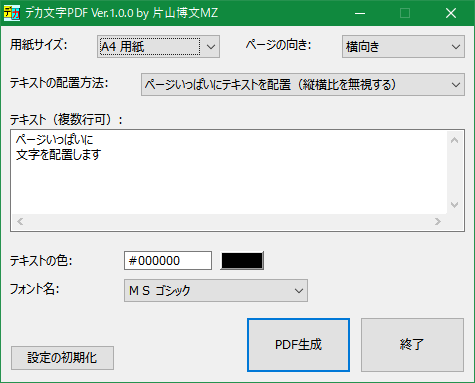 デカ文字PDF Ver.1.0.0 by 片山博文MZ
用紙サイズ: A4 用紙 ページの向き: 横向き
テキストの配置方法: ページいっぱいにテキストを配置（縦横比を無視する）
テキスト（複数行可）:
ページいっぱいに
文字を配置します
テキストの色: #000000
フォント名: ＭＳ ゴシック
設定の初期化 PDF生成 終了